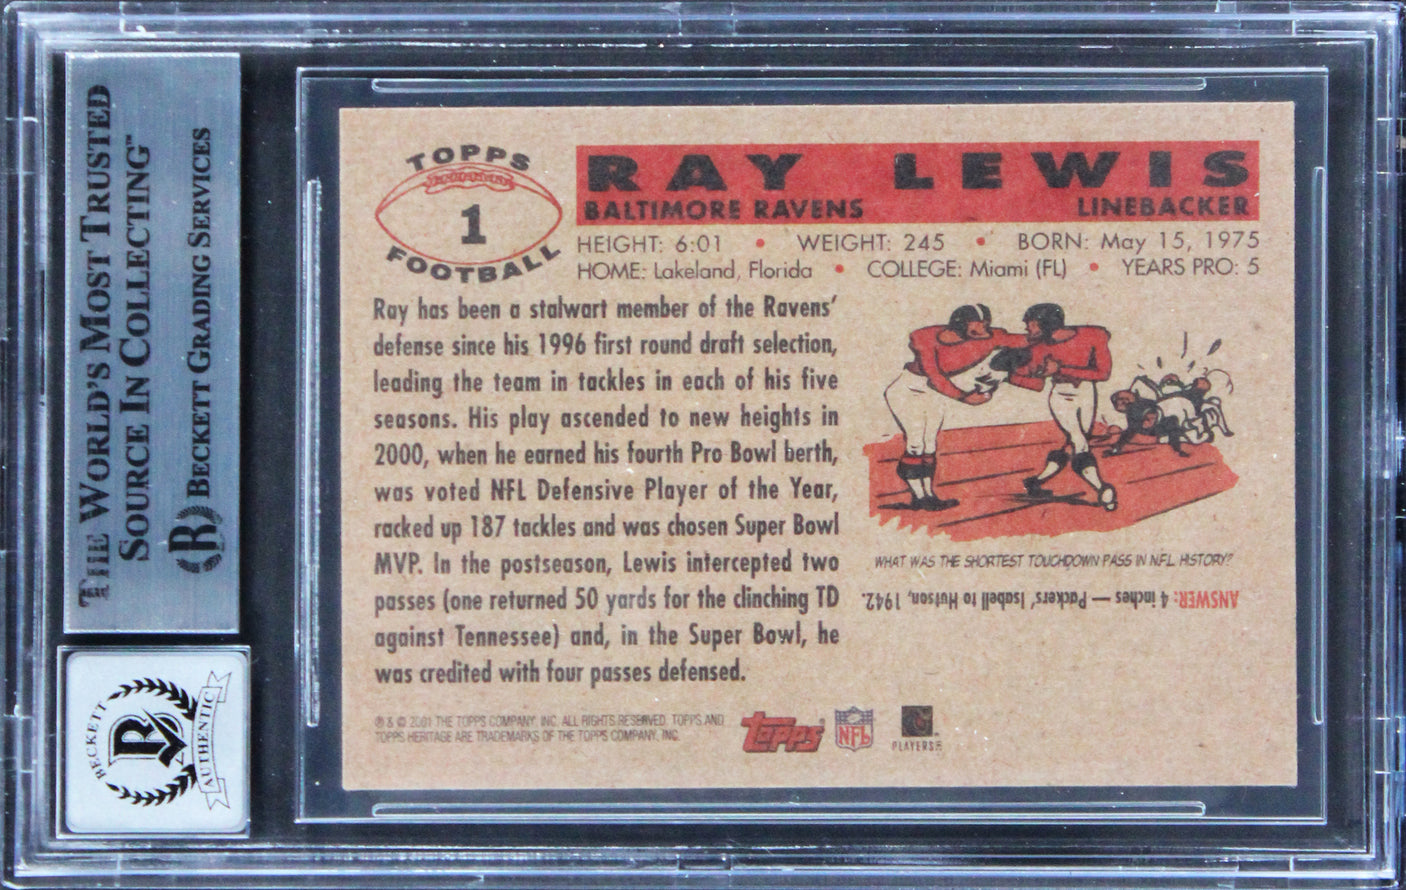 THE WORLD'S MOST TRUSTED
SOURCE IN COLLECTING™
BECKETT GRADING SERVICES
BECKETT
AUTHENTIC
TOPPS
1
FOOTBALL
RAY LEWIS
BALTIMORE RAVENS LINEBACKER
HEIGHT: 6:01 • WEIGHT: 245 • BORN: May 15, 1975
HOME: Lakeland, Florida • COLLEGE: Miami (FL) • YEARS PRO: 5
Ray has been a stalwart member of the Ravens'
defense since his 1996 first round draft selection,
leading the team in tackles in each of his five
seasons. His play ascended to new heights in
2000, when he earned his fourth Pro Bowl berth,
was voted NFL Defensive Player of the Year,
racked up 187 tackles and was chosen Super Bowl
MVP. In the postseason, Lewis intercepted two
passes (one returned 50 yards for the clinching TD
against Tennessee) and, in the Super Bowl, he
was credited with four passes defensed.
WHAT WAS THE SHORTEST TOUCHDOWN PASS IN NFL HISTORY?
ANSWER: 4 inches — Packers' Isabell to Hutson, 1942.
® & © 2001 THE TOPPS COMPANY, INC. ALL RIGHTS RESERVED. TOPPS AND
TOPPS HERITAGE ARE TRADEMARKS OF THE TOPPS COMPANY, INC.
topps
NFL
PLAYERS